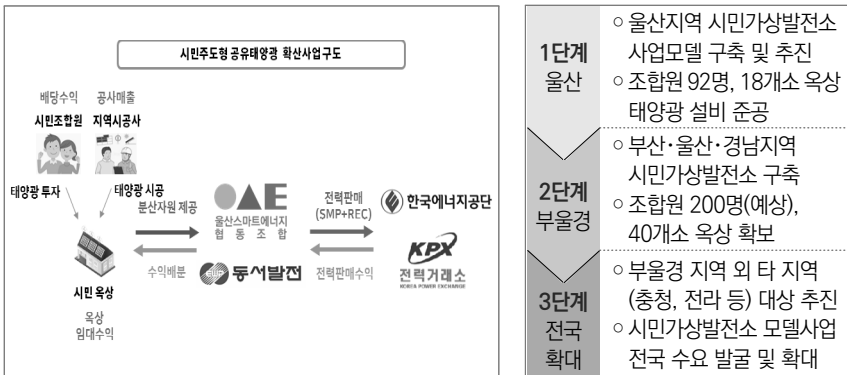 시민주도형 공유태양광 확산사업구도
배당수익 공사매출
시민조합원 지역시공사
태양광 투자 태양광 시공
분산자원 제공
울산스마트에너지
협 동 조 합
전력판매
(SMP+REC)
한국에너지공단
시민 옥상
옥상
임대수익
수익배분
EWP 동서발전
전력판매수익
KPX
전력거래소
KOREA POWER EXCHANGE
1단계
울산
○ 울산지역 시민가상발전소
사업모델 구축 및 추진
○ 조합원 92명, 18개소 옥상
태양광 설비 준공
2단계
부울경
○ 부산·울산·경남지역
시민가상발전소 구축
○ 조합원 200명(예상),
40개소 옥상 확보
3단계
전국
확대
○ 부울경 지역 외 타 지역
(충청, 전라 등) 대상 추진
○ 시민가상발전소 모델사업
전국 수요 발굴 및 확대